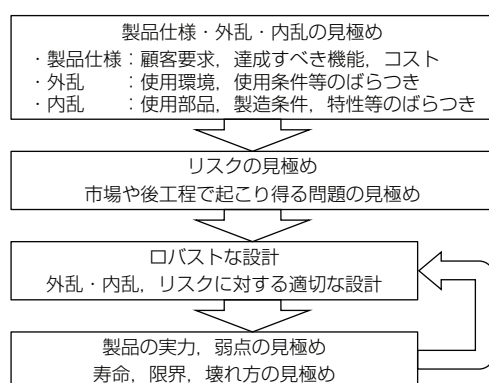 製品仕様・外乱・内乱の見極め
・製品仕様：顧客要求，達成すべき機能，コスト
・外乱　　：使用環境，使用条件等のばらつき
・内乱　　：使用部品，製造条件，特性等のばらつき
リスクの見極め
市場や後工程で起こり得る問題の見極め
ロバストな設計
外乱・内乱，リスクに対する適切な設計
製品の実力，弱点の見極め
寿命，限界，壊れ方の見極め